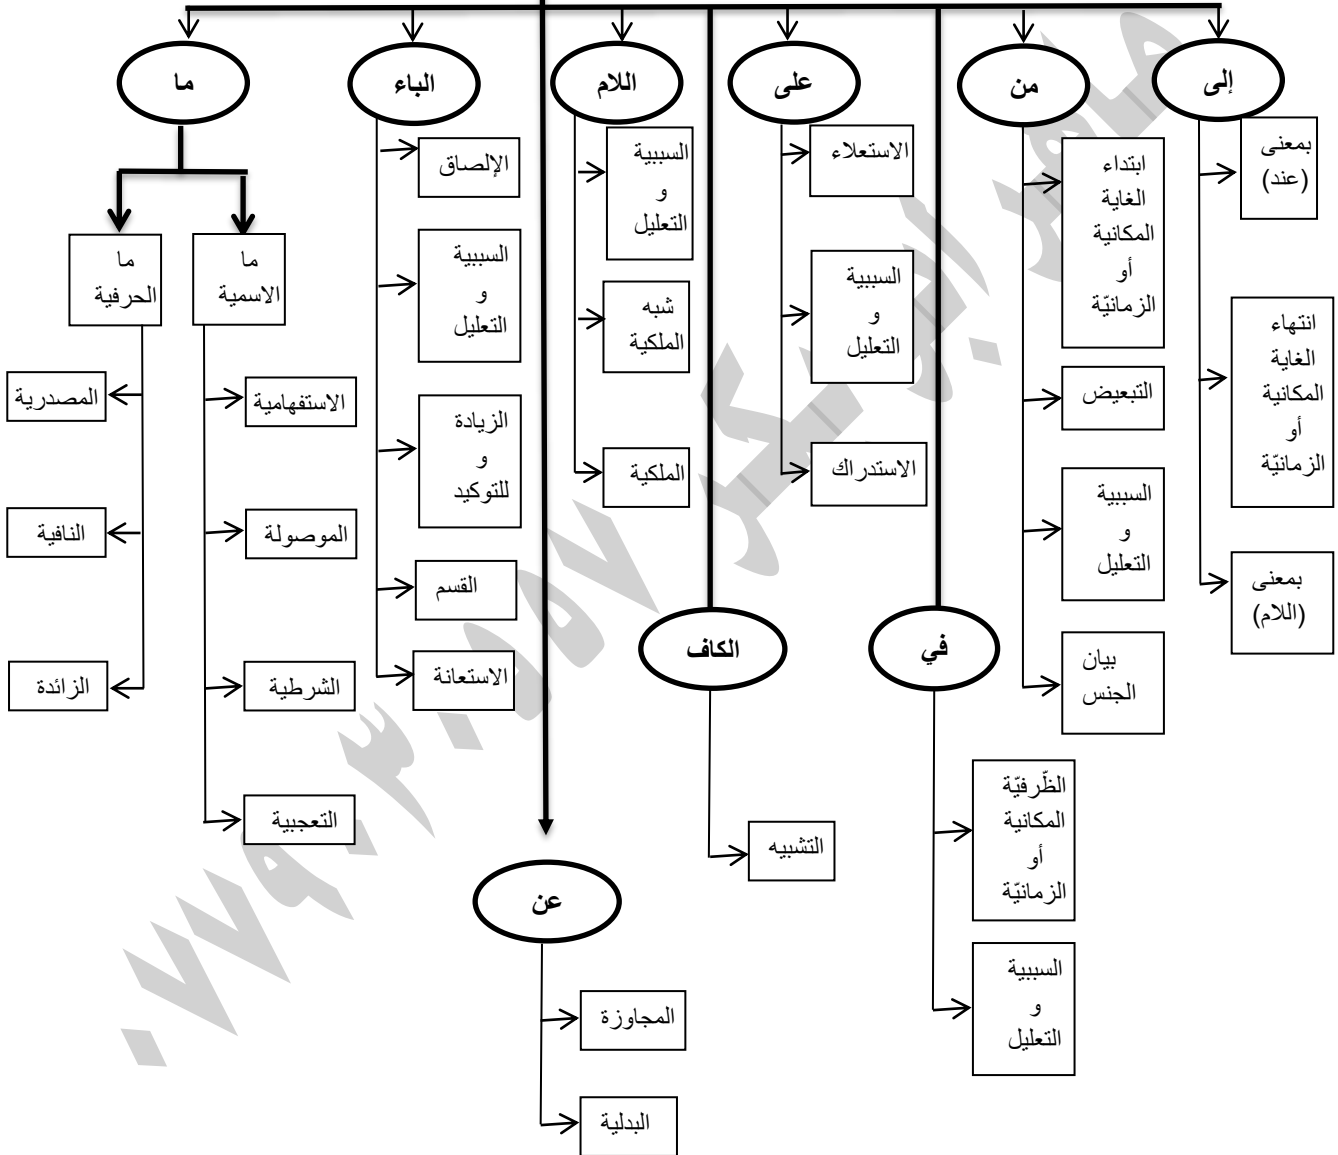 إلى
بمعنى
(عند)
انتهاء
الغاية
المكانية
أو
الزمانيّة
بمعنى
(اللام)
من
ابتداء
الغاية
المكانية
أو
الزمانيّة
التبعيض
السببية
و
التعليل
بيان
الجنس
في
الظّرفيّة
المكانية
أو
الزمانيّة
السببية
و
التعليل
على
الاستعلاء
السببية
و
التعليل
الاستدراك
الكاف
التشبيه
اللام
السببية
و
التعليل
شبه
الملكية
الملكية
عن
المجاوزة
البدلية
الباء
الإلصاق
السببية
و
التعليل
الزيادة
و
للتوكيد
القسم
الاستعانة
ما
ما
الاسمية
الاستفهامية
الموصولة
الشرطية
التعجبية
ما
الحرفية
المصدرية
النافية
الزائدة